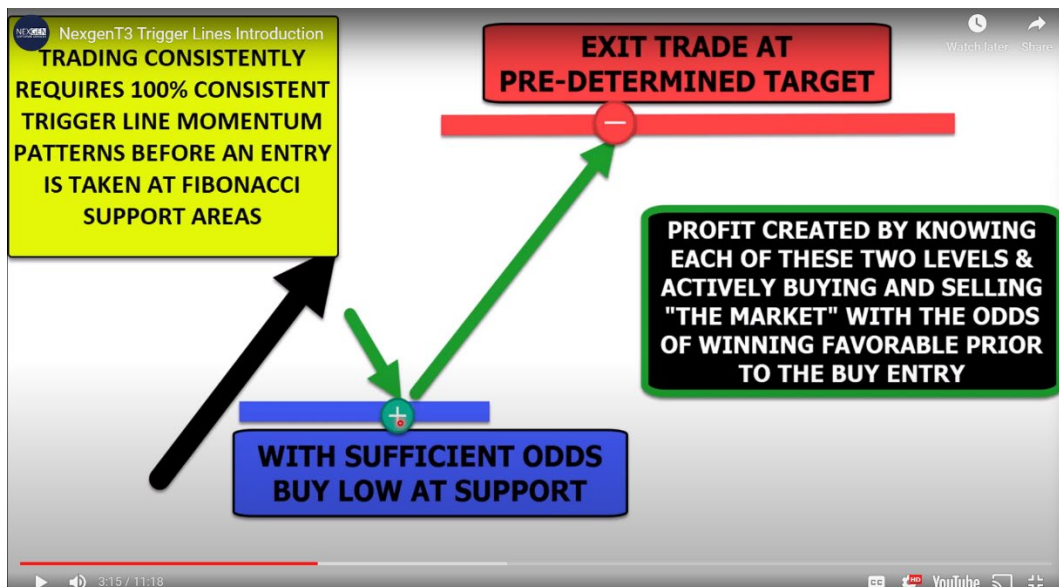 NEXGEN
NexgenT3 Trigger Lines Introduction
Watch later
Share
TRADING CONSISTENTLY
REQUIRES 100% CONSISTENT
TRIGGER LINE MOMENTUM
PATTERNS BEFORE AN ENTRY
IS TAKEN AT FIBONACCI
SUPPORT AREAS
EXIT TRADE AT
PRE-DETERMINED TARGET
PROFIT CREATED BY KNOWING
EACH OF THESE TWO LEVELS &
ACTIVELY BUYING AND SELLING
"THE MARKET" WITH THE ODDS
OF WINNING FAVORABLE PRIOR
TO THE BUY ENTRY
WITH SUFFICIENT ODDS
BUY LOW AT SUPPORT
3:15 / 11:18
CC
HD
YouTube